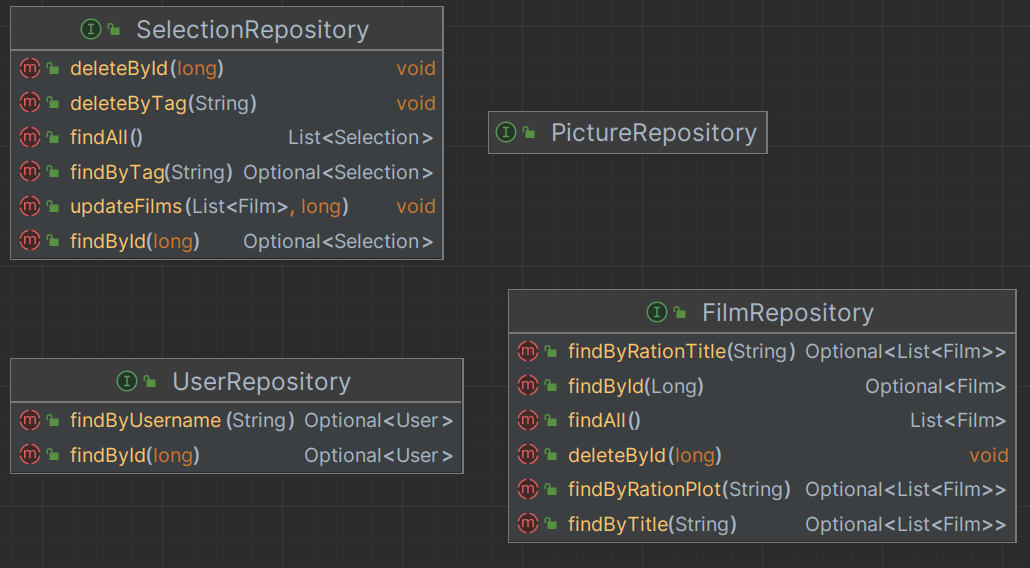 SelectionRepository
deleteById(long) void
deleteByTag(String) void
findAll() List<Selection>
findByTag(String) Optional<Selection>
updateFilms(List<Film>, long) void
findById(long) Optional<Selection>
PictureRepository
FilmRepository
findByRationTitle(String) Optional<List<Film>>
findById(Long) Optional<Film>
findAll() List<Film>
deleteById(long) void
findByRationPlot(String) Optional<List<Film>>
findByTitle(String) Optional<List<Film>>
UserRepository
findByUsername(String) Optional<User>
findById(long) Optional<User>